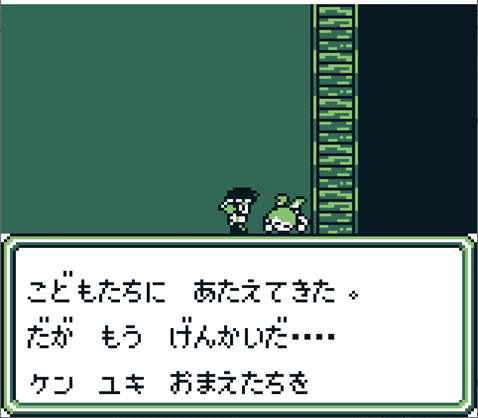 こどもたちに　あたえてきた。
だが　もう　げんかいだ････
ケン　ユキ　おまえたちを